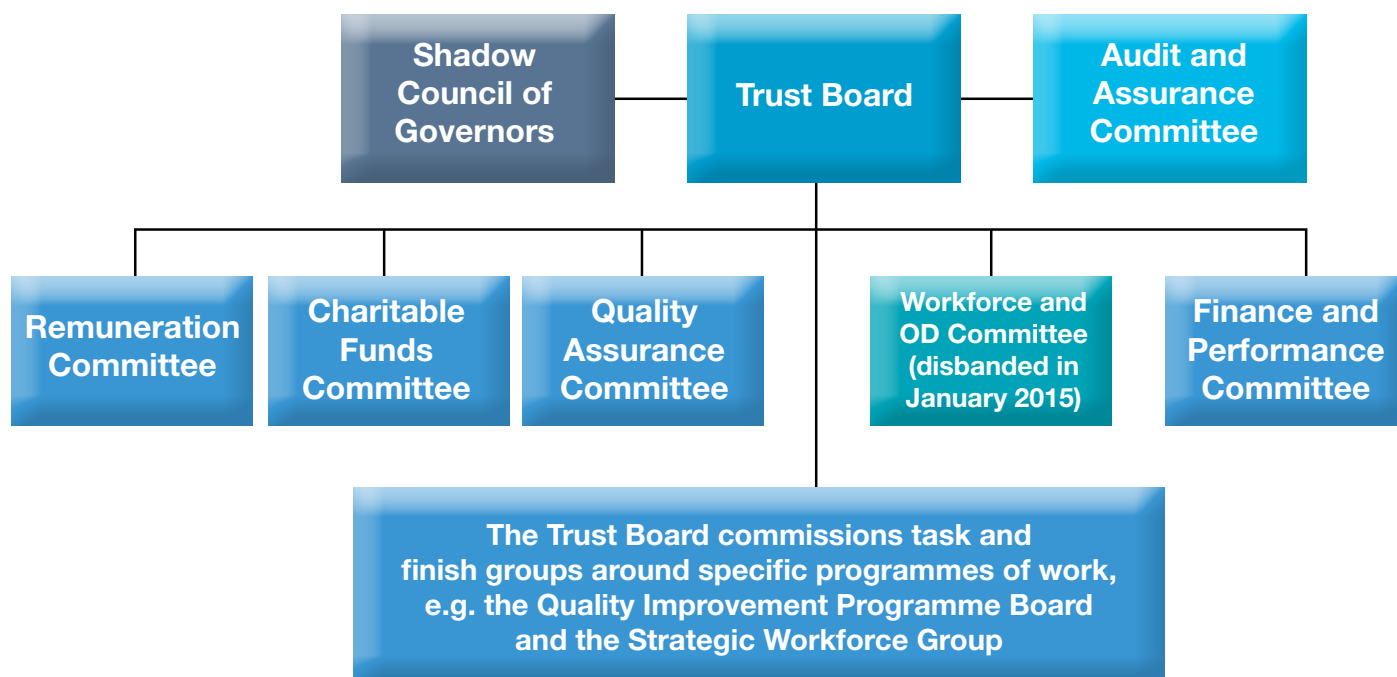 Shadow
Council of
Governors
Trust Board
Audit and
Assurance
Committee
Remuneration
Committee
Charitable
Funds
Committee
Quality
Assurance
Committee
Workforce and
OD Committee
(disbanded in
January 2015)
Finance and
Performance
Committee
The Trust Board commissions task and
finish groups around specific programmes of work,
e.g. the Quality Improvement Programme Board
and the Strategic Workforce Group